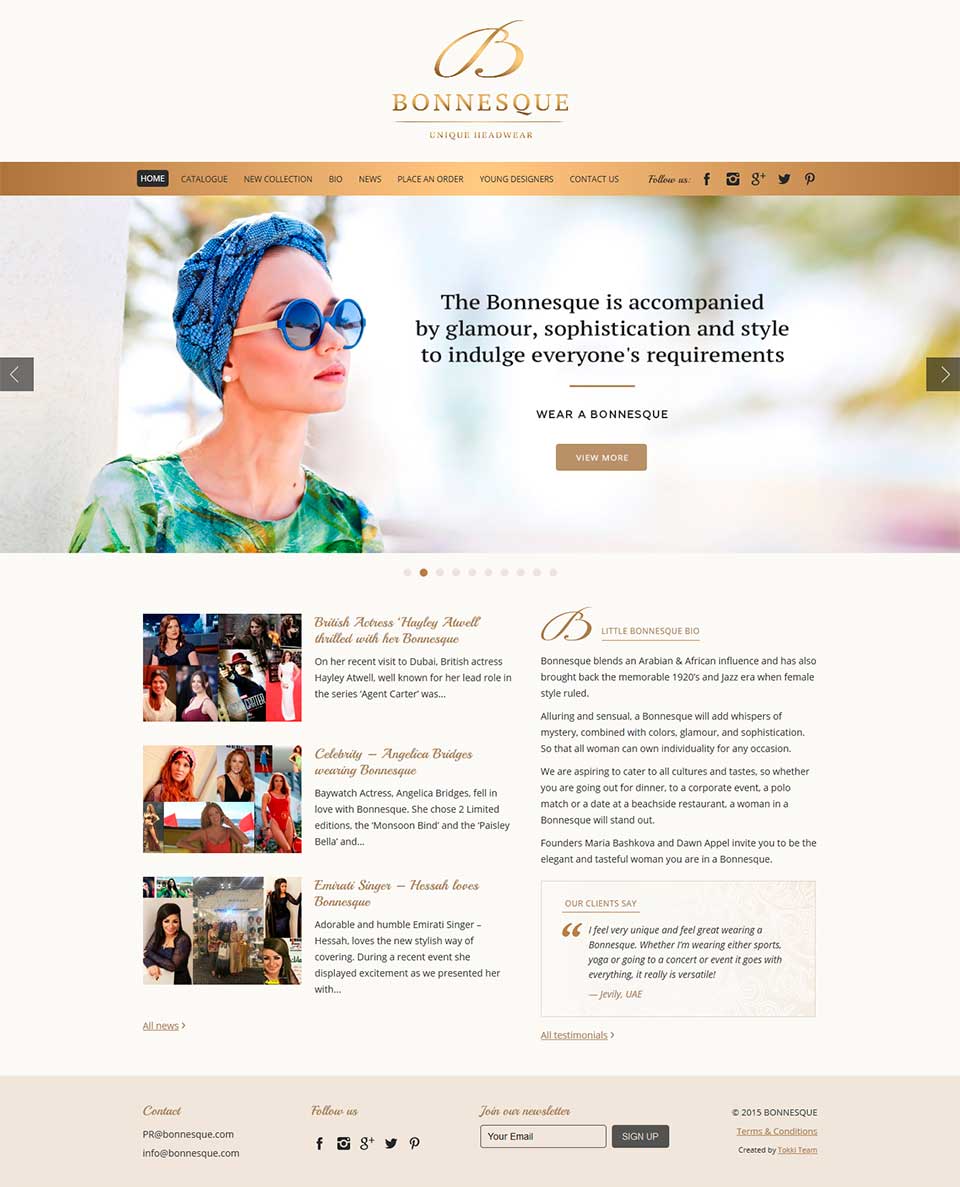 B
BONNESQUE
UNIQUE HEADWEAR
HOME CATALOGUE NEW COLLECTION BIO NEWS PLACE AN ORDER YOUNG DESIGNERS CONTACT US Follow us:
The Bonnesque is accompanied
by glamour, sophistication and style
to indulge everyone's requirements
WEAR A BONNESQUE
VIEW MORE
British Actress ‘Hayley Atwell’
thrilled with her Bonnesque
On her recent visit to Dubai, British actress
Hayley Atwell, well known for her lead role in
the series ‘Agent Carter’ was...
Celebrity – Angelica Bridges
wearing Bonnesque
Baywatch Actress, Angelica Bridges, fell in
love with Bonnesque. She chose 2 Limited
editions, the ‘Monsoon Bind’ and the ‘Paisley
Bella’ and...
Emirati Singer – Hessah loves
Bonnesque
Adorable and humble Emirati Singer –
Hessah, loves the new stylish way of
covering. During a recent event she
displayed excitement as we presented her
with...
All news ›
B LITTLE BONNESQUE BIO
Bonnesque blends an Arabian & African influence and has also
brought back the memorable 1920’s and Jazz era when female
style ruled.
Alluring and sensual, a Bonnesque will add whispers of
mystery, combined with colors, glamour, and sophistication.
So that all woman can own individuality for any occasion.
We are aspiring to cater to all cultures and tastes, so whether
you are going out for dinner, to a corporate event, a polo
match or a date at a beachside restaurant, a woman in a
Bonnesque will stand out.
Founders Maria Bashkova and Dawn Appel invite you to be the
elegant and tasteful woman you are in a Bonnesque.
OUR CLIENTS SAY
“ I feel very unique and feel great wearing a
Bonnesque. Whether I’m wearing either sports,
yoga or going to a concert or event it goes with
everything, it really is versatile!
— Jevily, UAE
All testimonials ›
Contact
PR@bonnesque.com
info@bonnesque.com
Follow us
Join our newsletter
Your Email SIGN UP
© 2015 BONNESQUE
Terms & Conditions
Created by Tokki Team